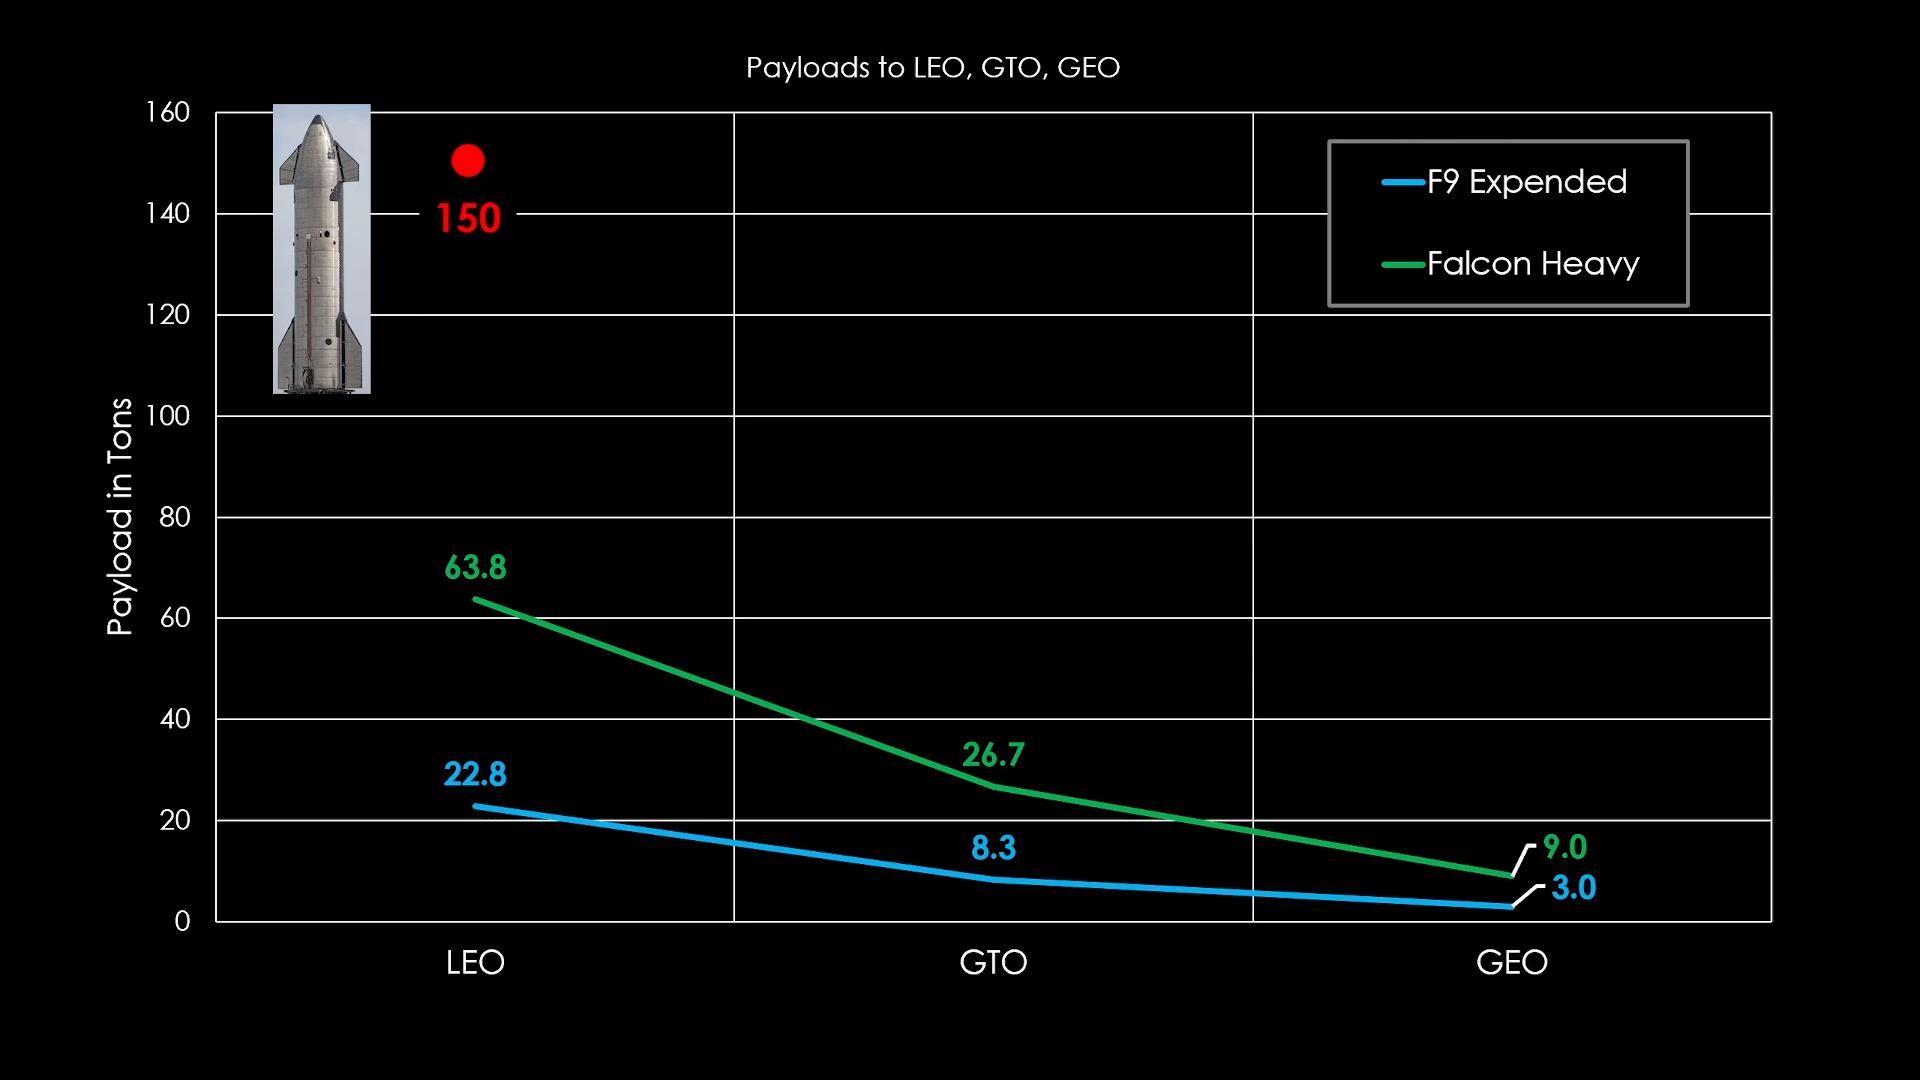 Payloads to LEO, GTO, GEO
160
140
120
100
80
60
40
20
0
Payload in Tons
150
F9 Expended
Falcon Heavy
63.8
26.7
9.0
22.8
8.3
3.0
LEO
GTO
GEO